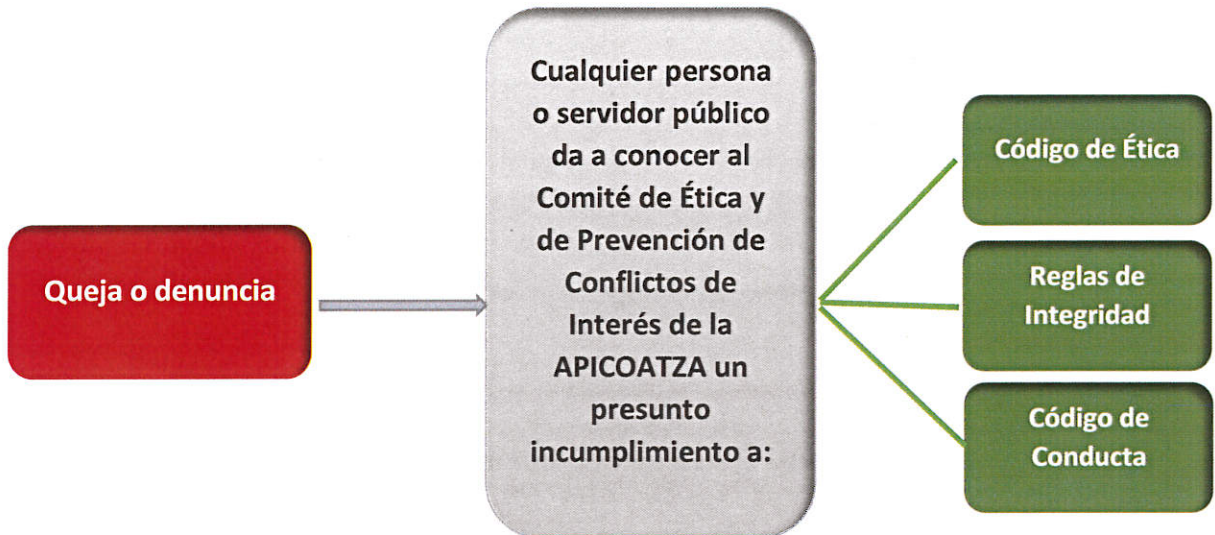 Queja o denuncia
Cualquier persona
o servidor público
da a conocer al
Comité de Ética y
de Prevención de
Conflictos de
Interés de la
APICOATZA un
presunto
incumplimiento a:
Código de Ética
Reglas de
Integridad
Código de
Conducta